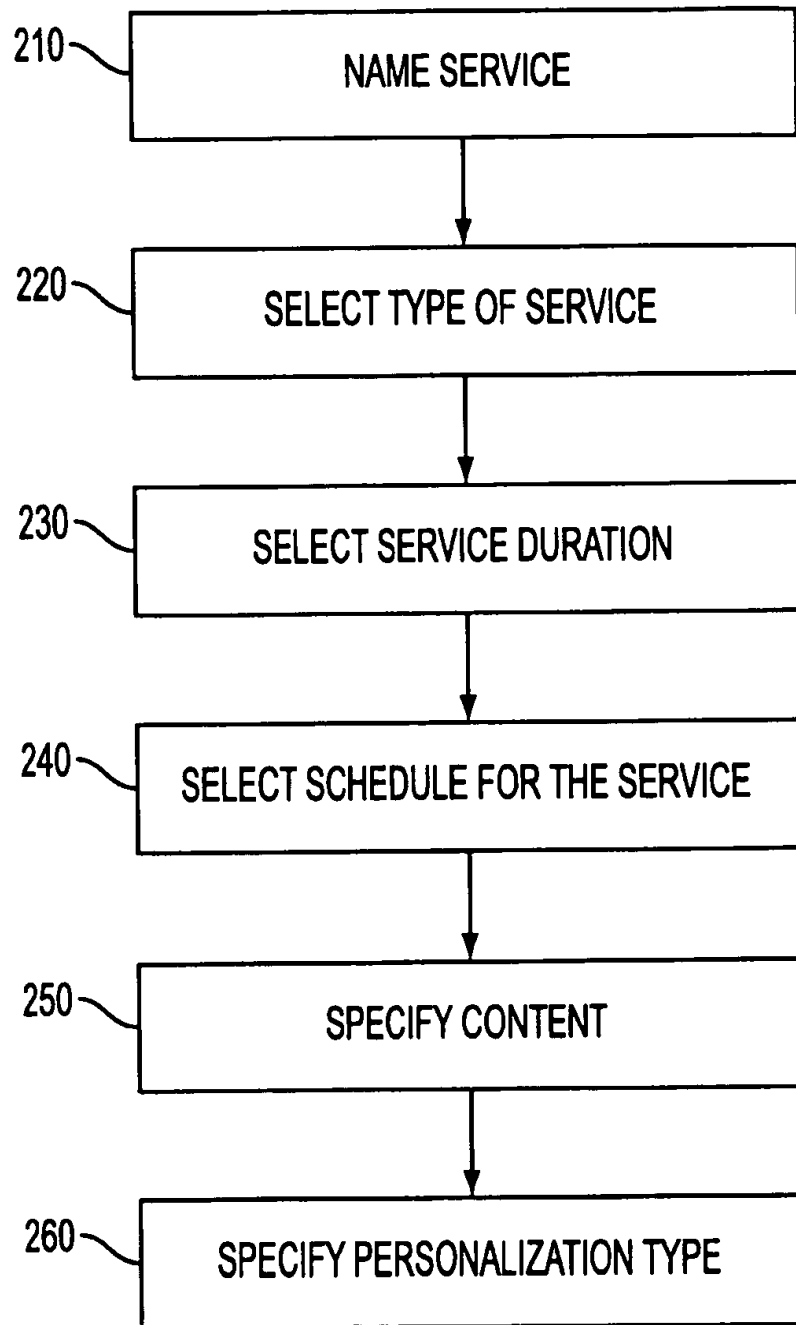 210
NAME SERVICE
220
SELECT TYPE OF SERVICE
230
SELECT SERVICE DURATION
240
SELECT SCHEDULE FOR THE SERVICE
250
SPECIFY CONTENT
260
SPECIFY PERSONALIZATION TYPE